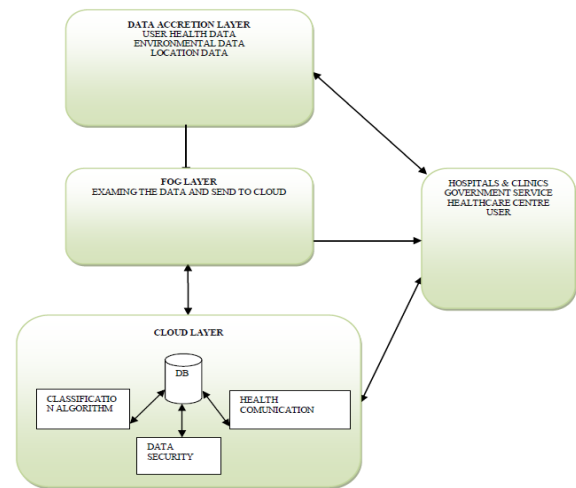 DATA ACCRETION LAYER
USER HEALTH DATA
ENVIRONMENTAL DATA
LOCATION DATA
FOG LAYER
EXAMING THE DATA AND SEND TO CLOUD
HOSPITALS & CLINICS
GOVERNMENT SERVICE
HEALTHCARE CENTRE
USER
CLOUD LAYER
DB
CLASSIFICATIO
N ALGORITHM
HEALTH
COMUNICATION
DATA
SECURITY